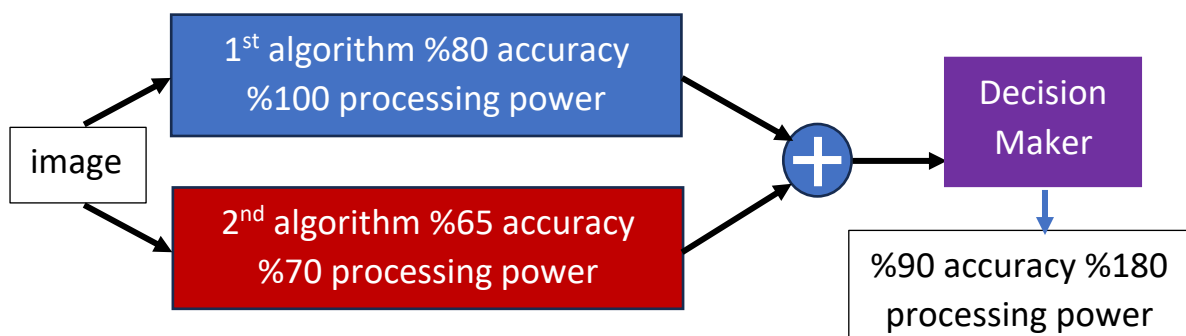 1st algorithm %80 accuracy
%100 processing power
image
2nd algorithm %65 accuracy
%70 processing power
Decision
Maker
%90 accuracy %180
processing power